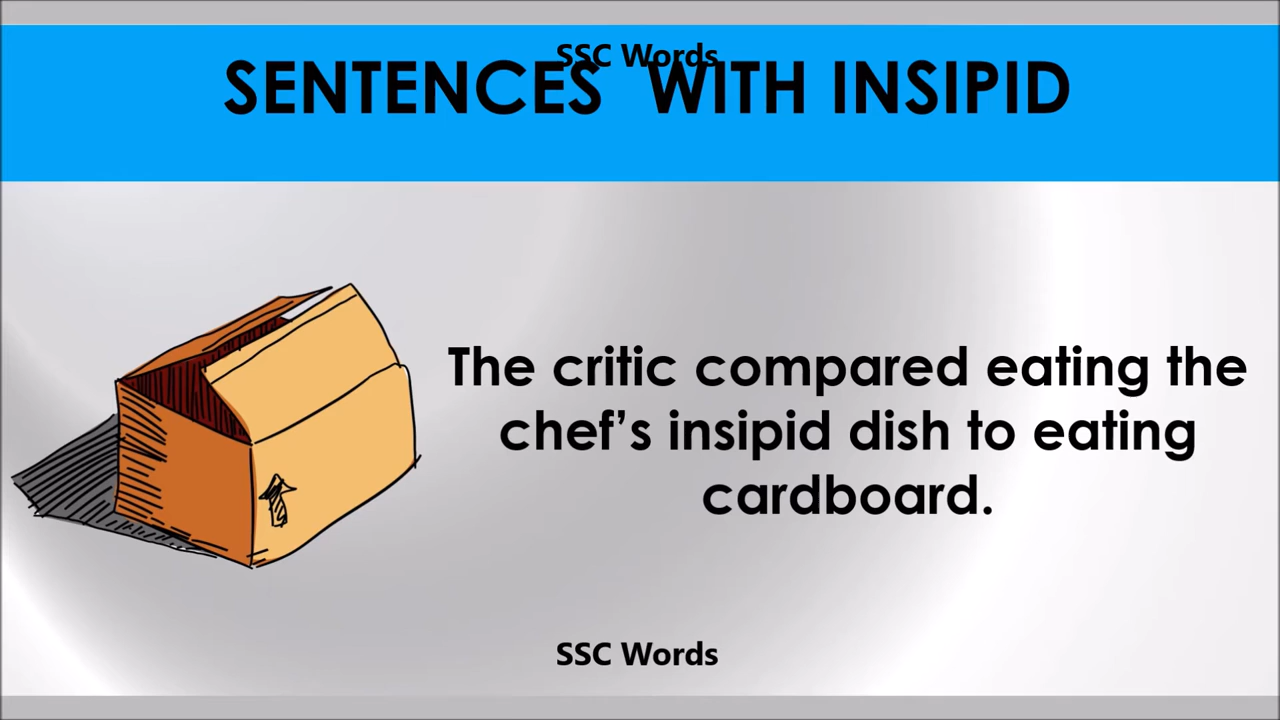 SSC Words
SENTENCES WITH INSIPID
The critic compared eating the
chef’s insipid dish to eating
cardboard.
SSC Words